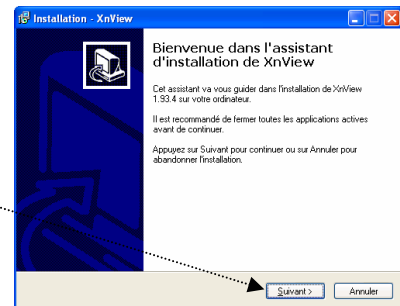 Installation - XnView
Bienvenue dans l'assistant
d'installation de XnView
Cet assistant va vous guider dans l'installation de XnView
1.93.4 sur votre ordinateur.
Il est recommandé de fermer toutes les applications actives
avant de continuer.
Appuyez sur Suivant pour continuer ou sur Annuler pour
abandonner l'installation.
Suivant >
Annuler